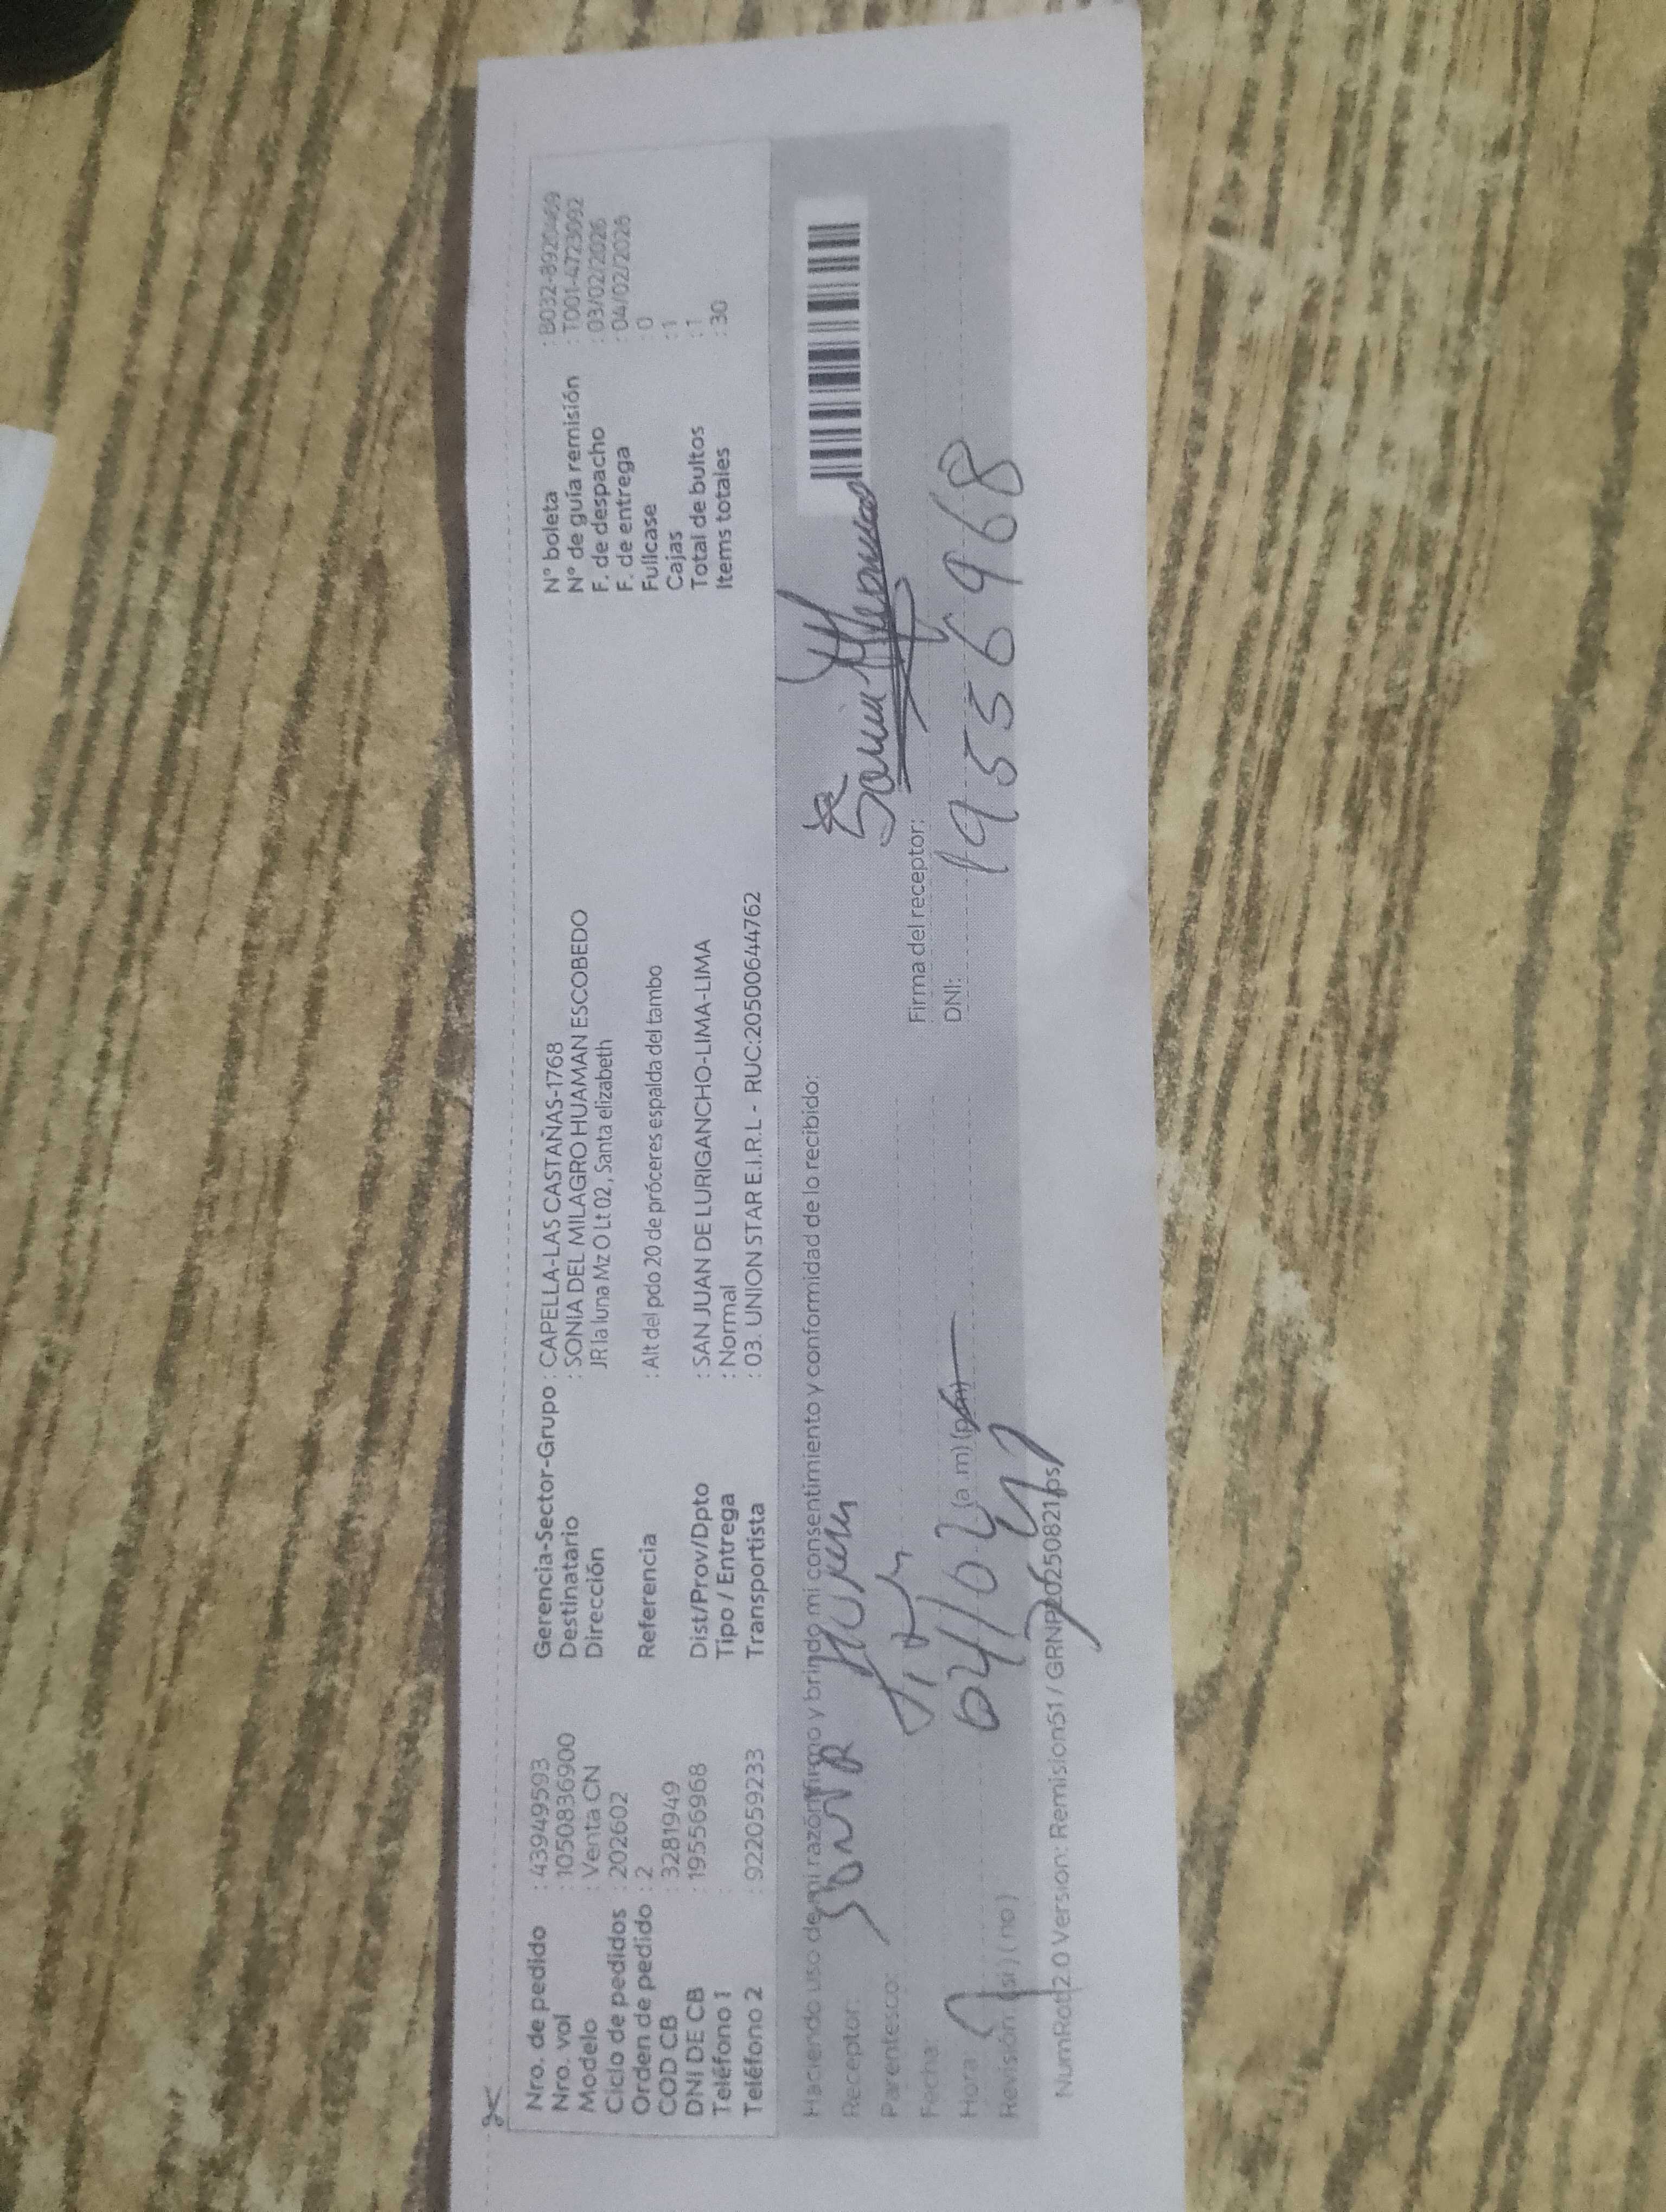 Nro. de pedido : 43949593
Nro. vol : 1050836900
Modelo : Venta CN
Ciclo de pedidos : 202602
Orden de pedido : 2
COD CB : 3281949
DNI DE CB : 19556968
Teléfono 1 :
Teléfono 2 : 922059233
Gerencia-Sector-Grupo : CAPELLA-LAS CASTAÑAS-1768
Destinatario : SONIA DEL MILAGRO HUAMAN ESCOBEDO
Dirección : JR la luna Mz O Lt 02, Santa elizabeth
Referencia : Alt del pdo 20 de próceres espalda del tambo
Dist/Prov/Dpto : SAN JUAN DE LURIGANCHO-LIMA-LIMA
Tipo / Entrega : Normal
Transportista : 03. UNION STAR E.I.R.L - RUC:20500644762
N° boleta : B032-8920469
N° de guía remisión : T001-4723992
F. de despacho : 03/02/2026
F. de entrega : 04/02/2026
Fullcase : 0
Cajas : 1
Total de bultos : 1
Items totales : 30
Haciendo uso de mi razón firmo y brindo mi consentimiento y conformidad de lo recibido:
Receptor:
Parentesco:
Fecha: 04/02
Hora: (a.m) (p.m)
Revisión (si) (no)
Firma del receptor:
DNI: 19556968
NumRot2.0 Version: Remision51 / GRNP20250821.ps